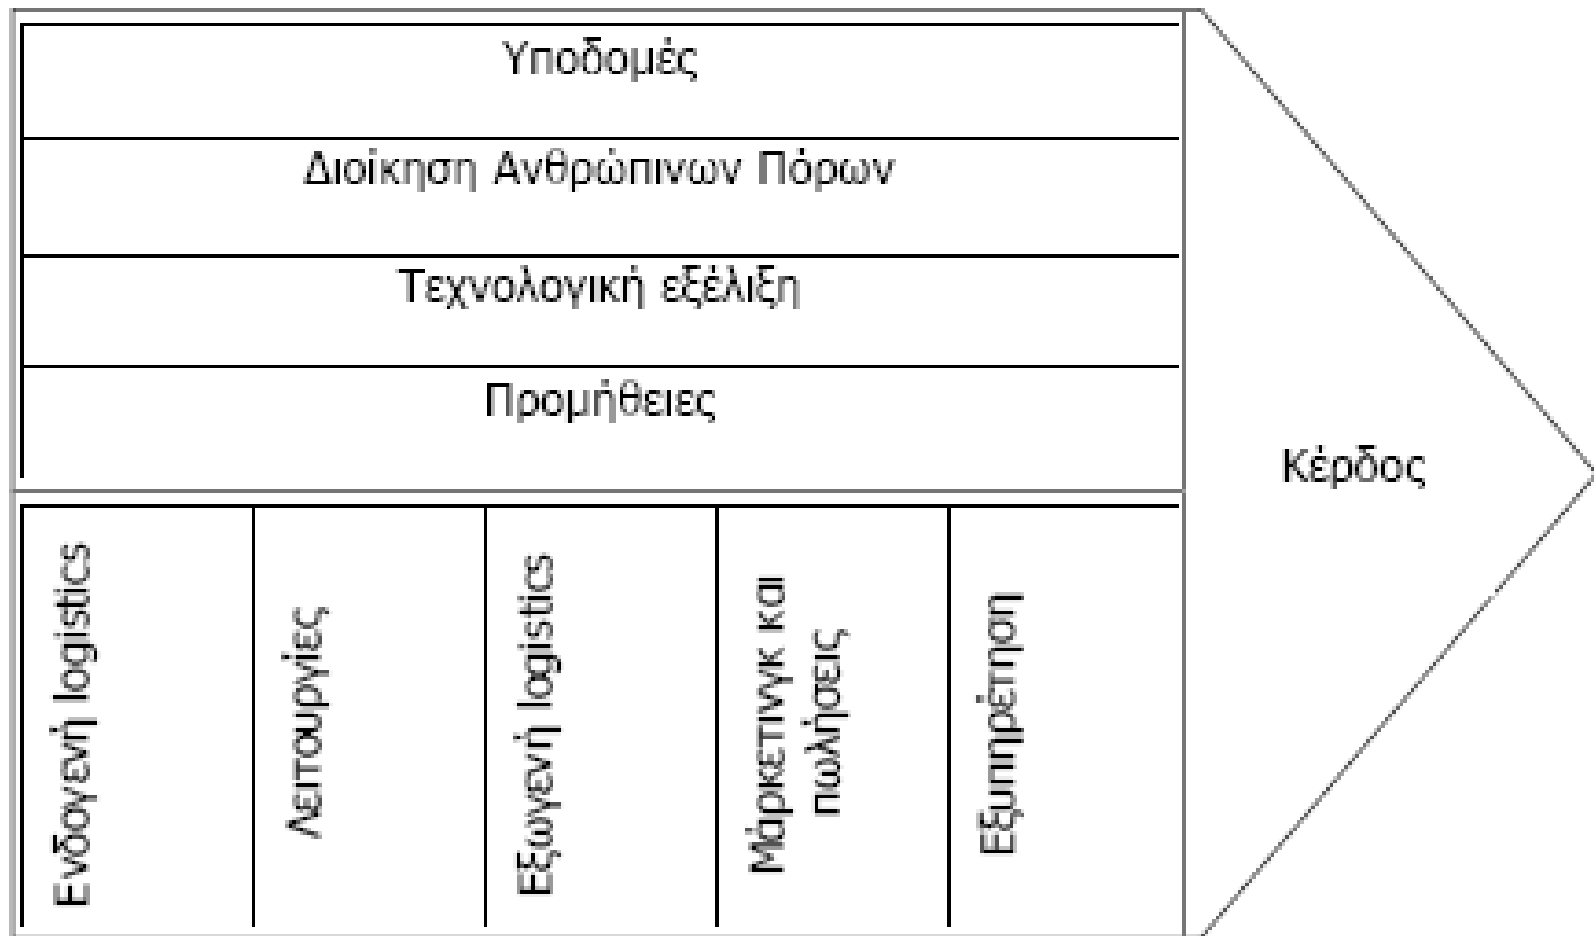 Υποδομές
Διοίκηση Ανθρώπινων Πόρων
Τεχνολογική εξέλιξη
Προμήθειες
Κέρδος
Ενδογενή logistics
Λειτουργίες
Εξωγενή logistics
Μάρκετινγκ και
πωλήσεις
Εξυπηρέτηση